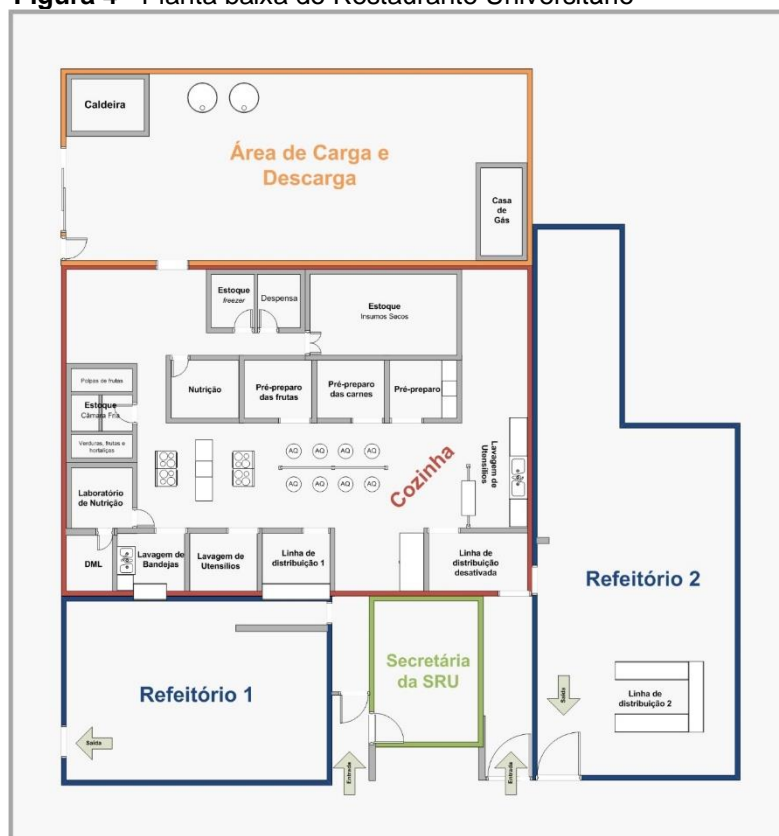 Figura 4 - Planta baixa do Restaurante Universitário
Caldeira
Área de Carga e
Descarga
Casa
de
Gás
Estoque
freezer
Despensa
Estoque
Insumos Secos
Polpas de frutas
Estoque
Câmara Fria
Verduras, frutas e
hortaliças
Nutrição
Pré-preparo
das frutas
Pré-preparo
das carnes
Pré-preparo
AQ AQ AQ AQ
AQ AQ AQ AQ
Cozinha
Lavagem de
Utensílios
Laboratório
de Nutrição
DML
Lavagem de
Bandejas
Lavagem de
Utensílios
Linha de
distribuição 1
Linha de
distribuição
desativada
Refeitório 2
Refeitório 1
Secretária
da SRU
Linha de
distribuição 2
Saída
Saída
Entrada
Entrada